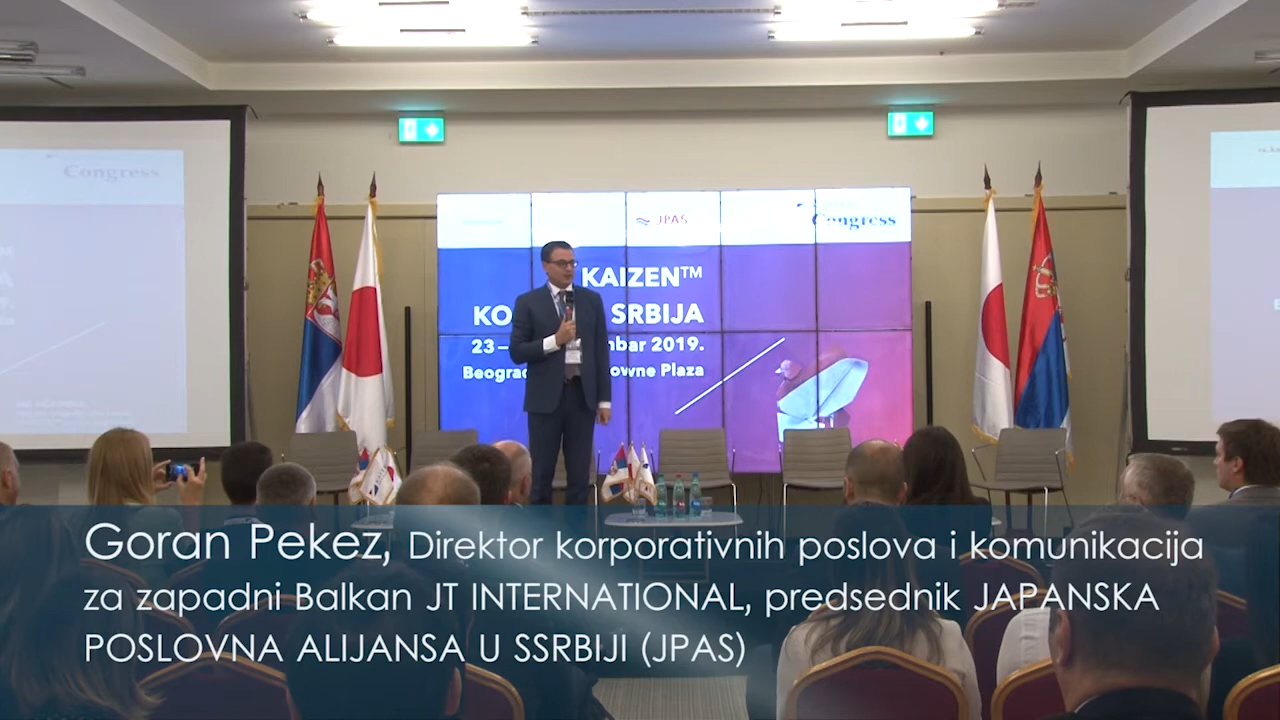 Congress
JPAS
Congress
KAIZEN™
KO SRBIJA
23 – mbar 2019.
Beograd owne Plaza
Goran Pekez, Direktor korporativnih poslova i komunikacija
za zapadni Balkan JT INTERNATIONAL, predsednik JAPANSKA
POSLOVNA ALIJANSA U SSRBIJI (JPAS)